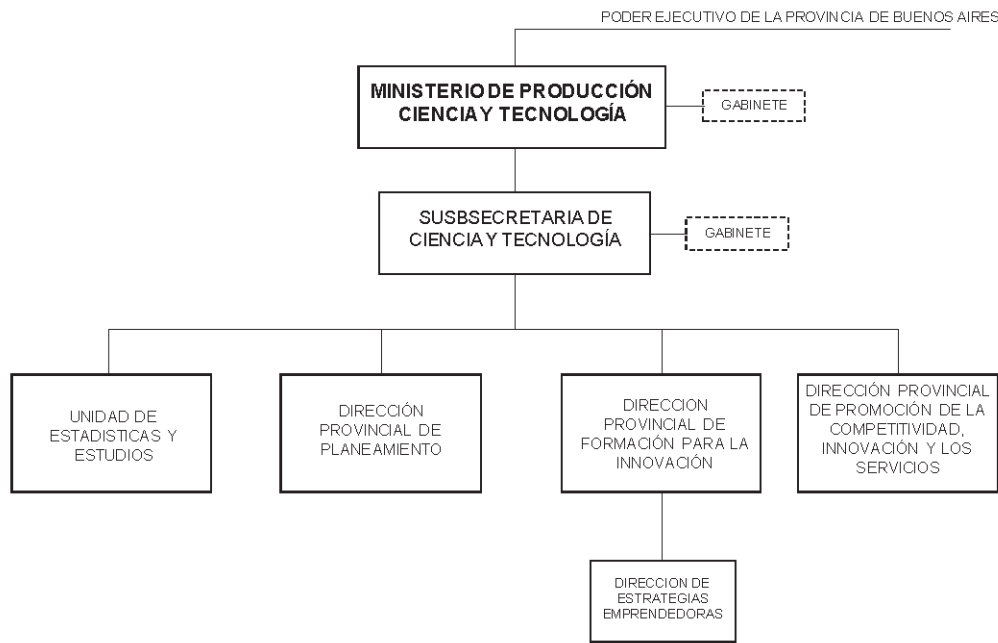 PODER EJECUTIVO DE LA PROVINCIA DE BUENOS AIRES
MINISTERIO DE PRODUCCIÓN
CIENCIA Y TECNOLOGÍA
GABINETE
SUSBSECRETARIA DE
CIENCIA Y TECNOLOGÍA
GABINETE
UNIDAD DE
ESTADISTICAS Y
ESTUDIOS
DIRECCIÓN
PROVINCIAL DE
PLANEAMIENTO
DIRECCION
PROVINCIAL DE
FORMACIÓN PARA LA
INNOVACIÓN
DIRECCIÓN PROVINCIAL
DE PROMOCIÓN DE LA
COMPETITIVIDAD,
INNOVACIÓN Y LOS
SERVICIOS
DIRECCION DE
ESTRATEGIAS
EMPRENDEDORAS